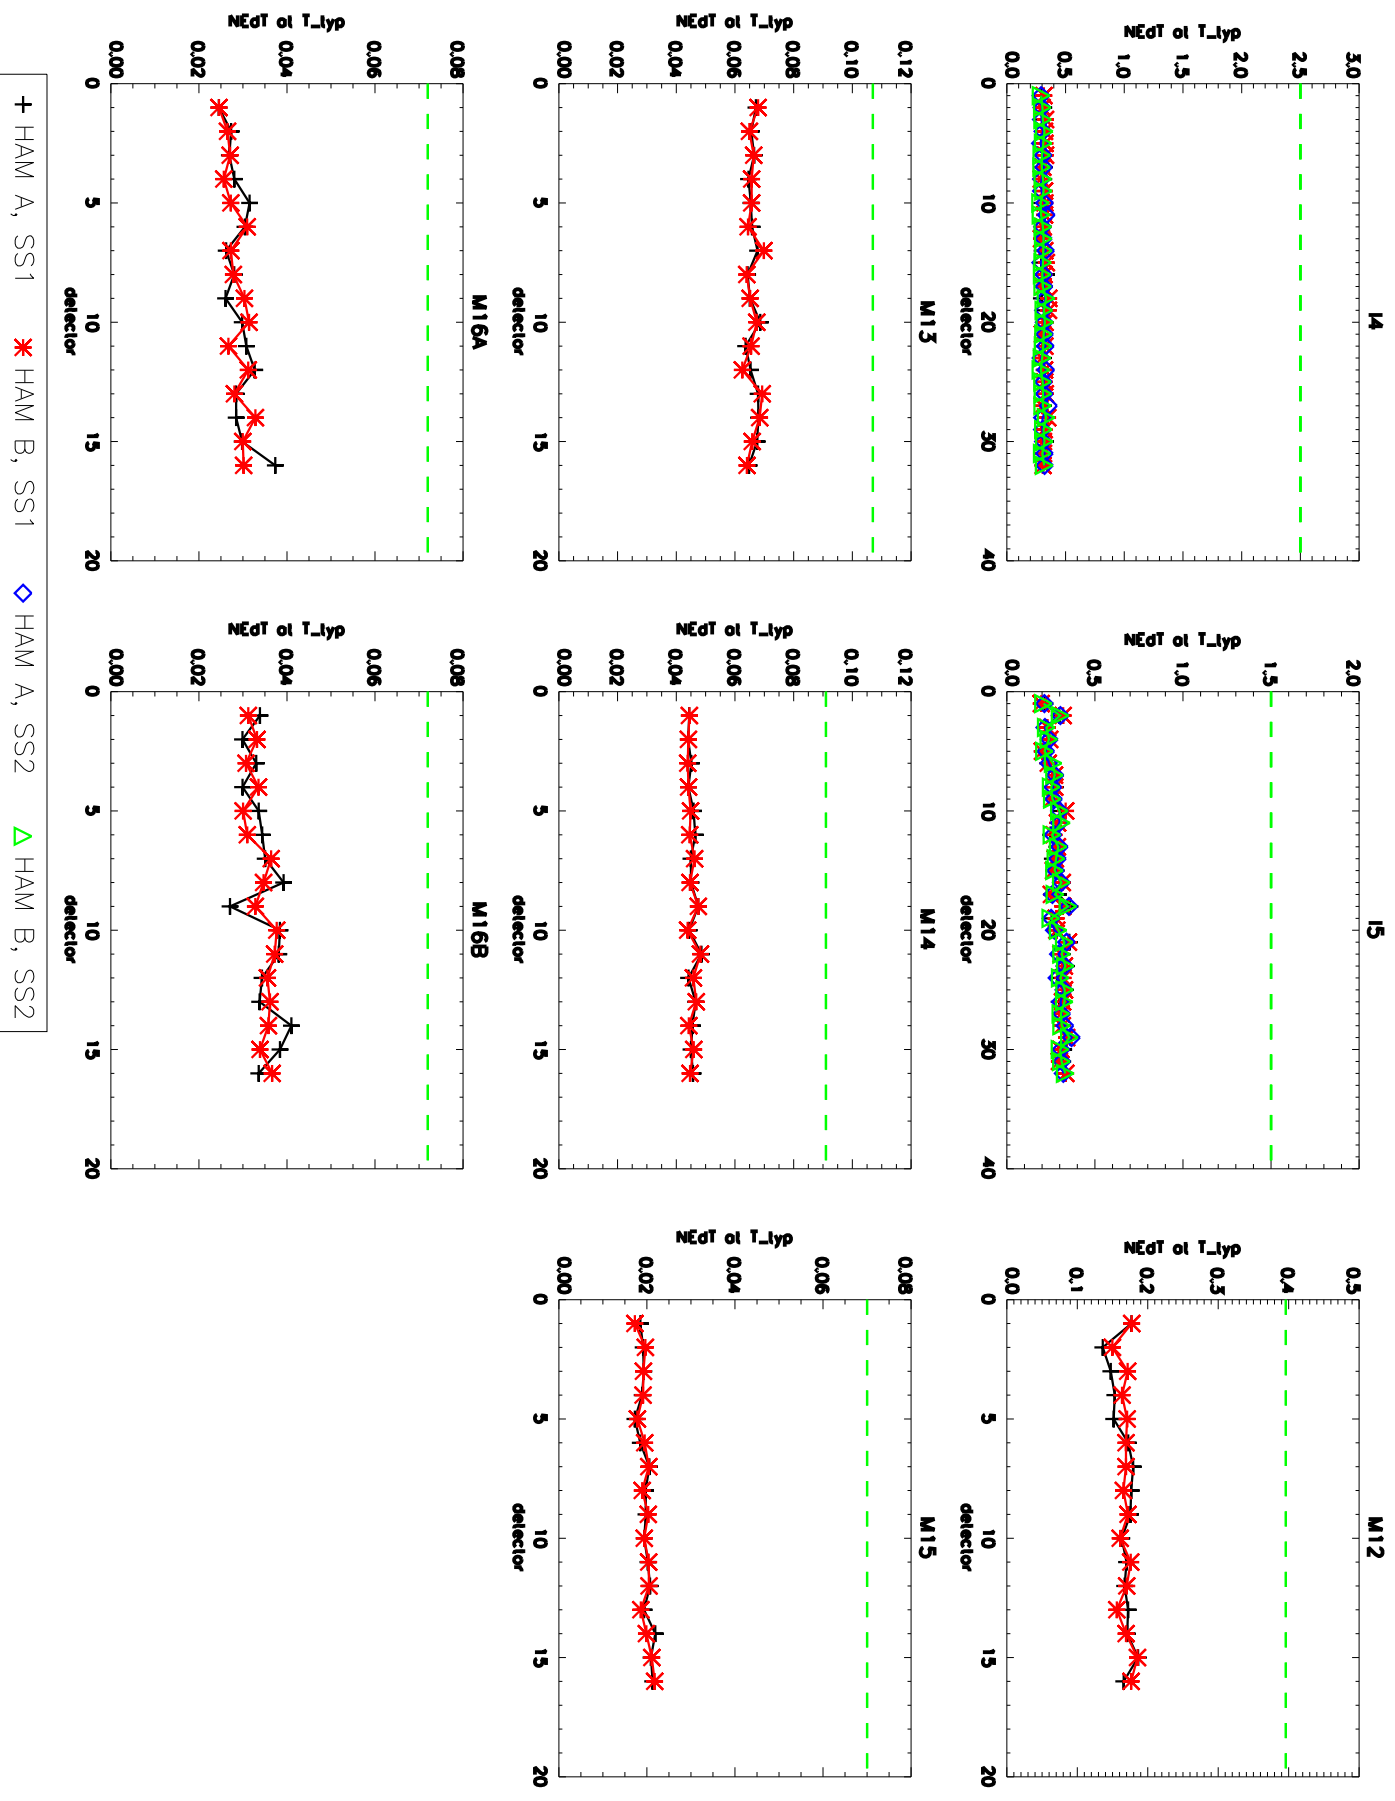 I4
NEdT at T_typ
3.0
2.5
2.0
1.5
1.0
0.5
0.0
0 10 20 30 40
detector
I5
NEdT at T_typ
2.0
1.5
1.0
0.5
0.0
0 10 20 30 40
detector
M12
NEdT at T_typ
0.5
0.4
0.3
0.2
0.1
0.0
0 5 10 15 20
detector
M13
NEdT at T_typ
0.12
0.10
0.08
0.06
0.04
0.02
0.00
0 5 10 15 20
detector
M14
NEdT at T_typ
0.12
0.10
0.08
0.06
0.04
0.02
0.00
0 5 10 15 20
detector
M15
NEdT at T_typ
0.08
0.06
0.04
0.02
0.00
0 5 10 15 20
detector
M16A
NEdT at T_typ
0.08
0.06
0.04
0.02
0.00
0 5 10 15 20
detector
M16B
NEdT at T_typ
0.08
0.06
0.04
0.02
0.00
0 5 10 15 20
detector
HAM A, SS1 HAM B, SS1 HAM A, SS2 HAM B, SS2